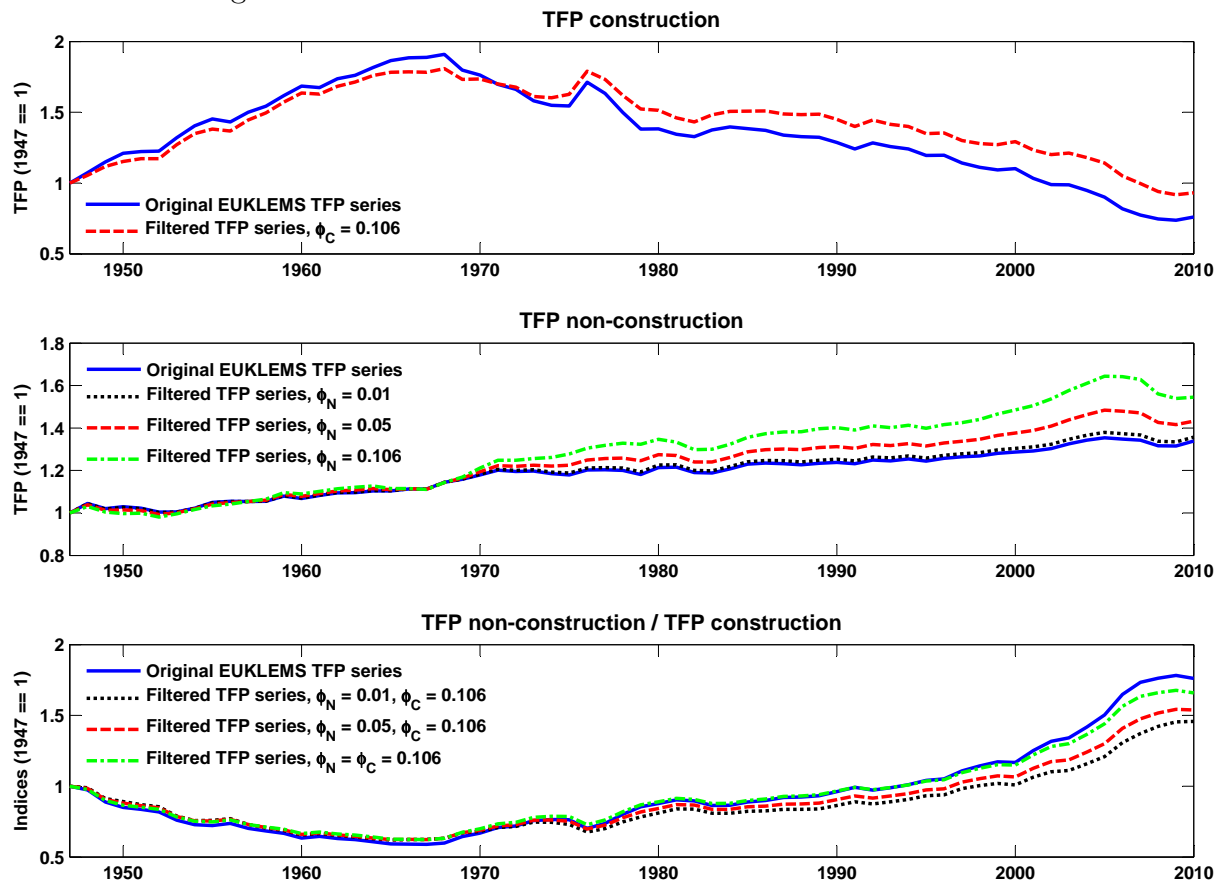 TFP construction
TFP (1947 == 1)
2
1.5
1
0.5
Original EUKLEMS TFP series
Filtered TFP series, ϕC = 0.106
1950 1960 1970 1980 1990 2000 2010
TFP non-construction
TFP (1947 == 1)
1.8
1.6
1.4
1.2
1
0.8
Original EUKLEMS TFP series
Filtered TFP series, ϕN = 0.01
Filtered TFP series, ϕN = 0.05
Filtered TFP series, ϕN = 0.106
1950 1960 1970 1980 1990 2000 2010
TFP non-construction / TFP construction
Indices (1947 == 1)
2
1.5
1
0.5
Original EUKLEMS TFP series
Filtered TFP series, ϕN = 0.01, ϕC = 0.106
Filtered TFP series, ϕN = 0.05, ϕC = 0.106
Filtered TFP series, ϕN = ϕC = 0.106
1950 1960 1970 1980 1990 2000 2010